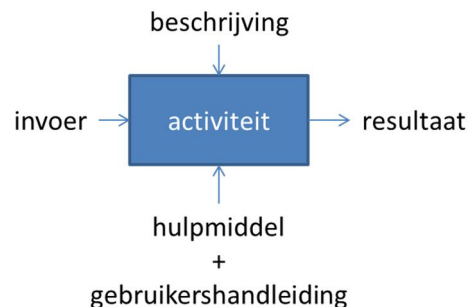 beschrijving
invoer
activiteit
resultaat
hulpmiddel
+
gebruikershandleiding